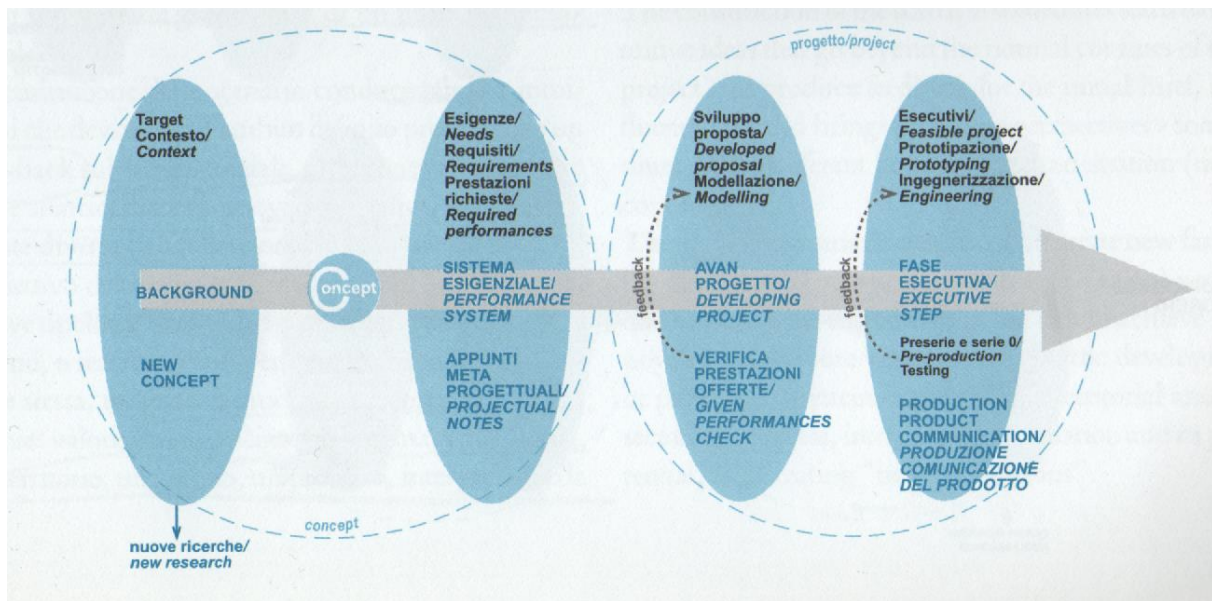 progetto/project
Target
Contesto/
Context
Esigenze/
Needs
Requisiti/
Requirements
Prestazioni
richieste/
Required
performances
Sviluppo
proposta/
Developed
proposal
Modellazione/
Modelling
Esecutivi/
Feasible project
Prototipazione/
Prototyping
Ingegnerizzazione/
Engineering
BACKGROUND
Concept
SISTEMA
ESIGENZIALE/
PERFORMANCE
SYSTEM
feedback
AVAN
PROGETTO/
DEVELOPING
PROJECT
feedback
FASE
ESECUTIVA/
EXECUTIVE
STEP
NEW
CONCEPT
APPUNTI
META
PROGETTUALI/
PROJECTUAL
NOTES
VERIFICA
PRESTAZIONI
OFFERTE/
GIVEN
PERFORMANCES
CHECK
Preserie e serie 0/
Pre-production
Testing
PRODUCTION
PRODUCT
COMMUNICATION/
PRODUZIONE
COMUNICAZIONE
DEL PRODOTTO
concept
nuove ricerche/
new research